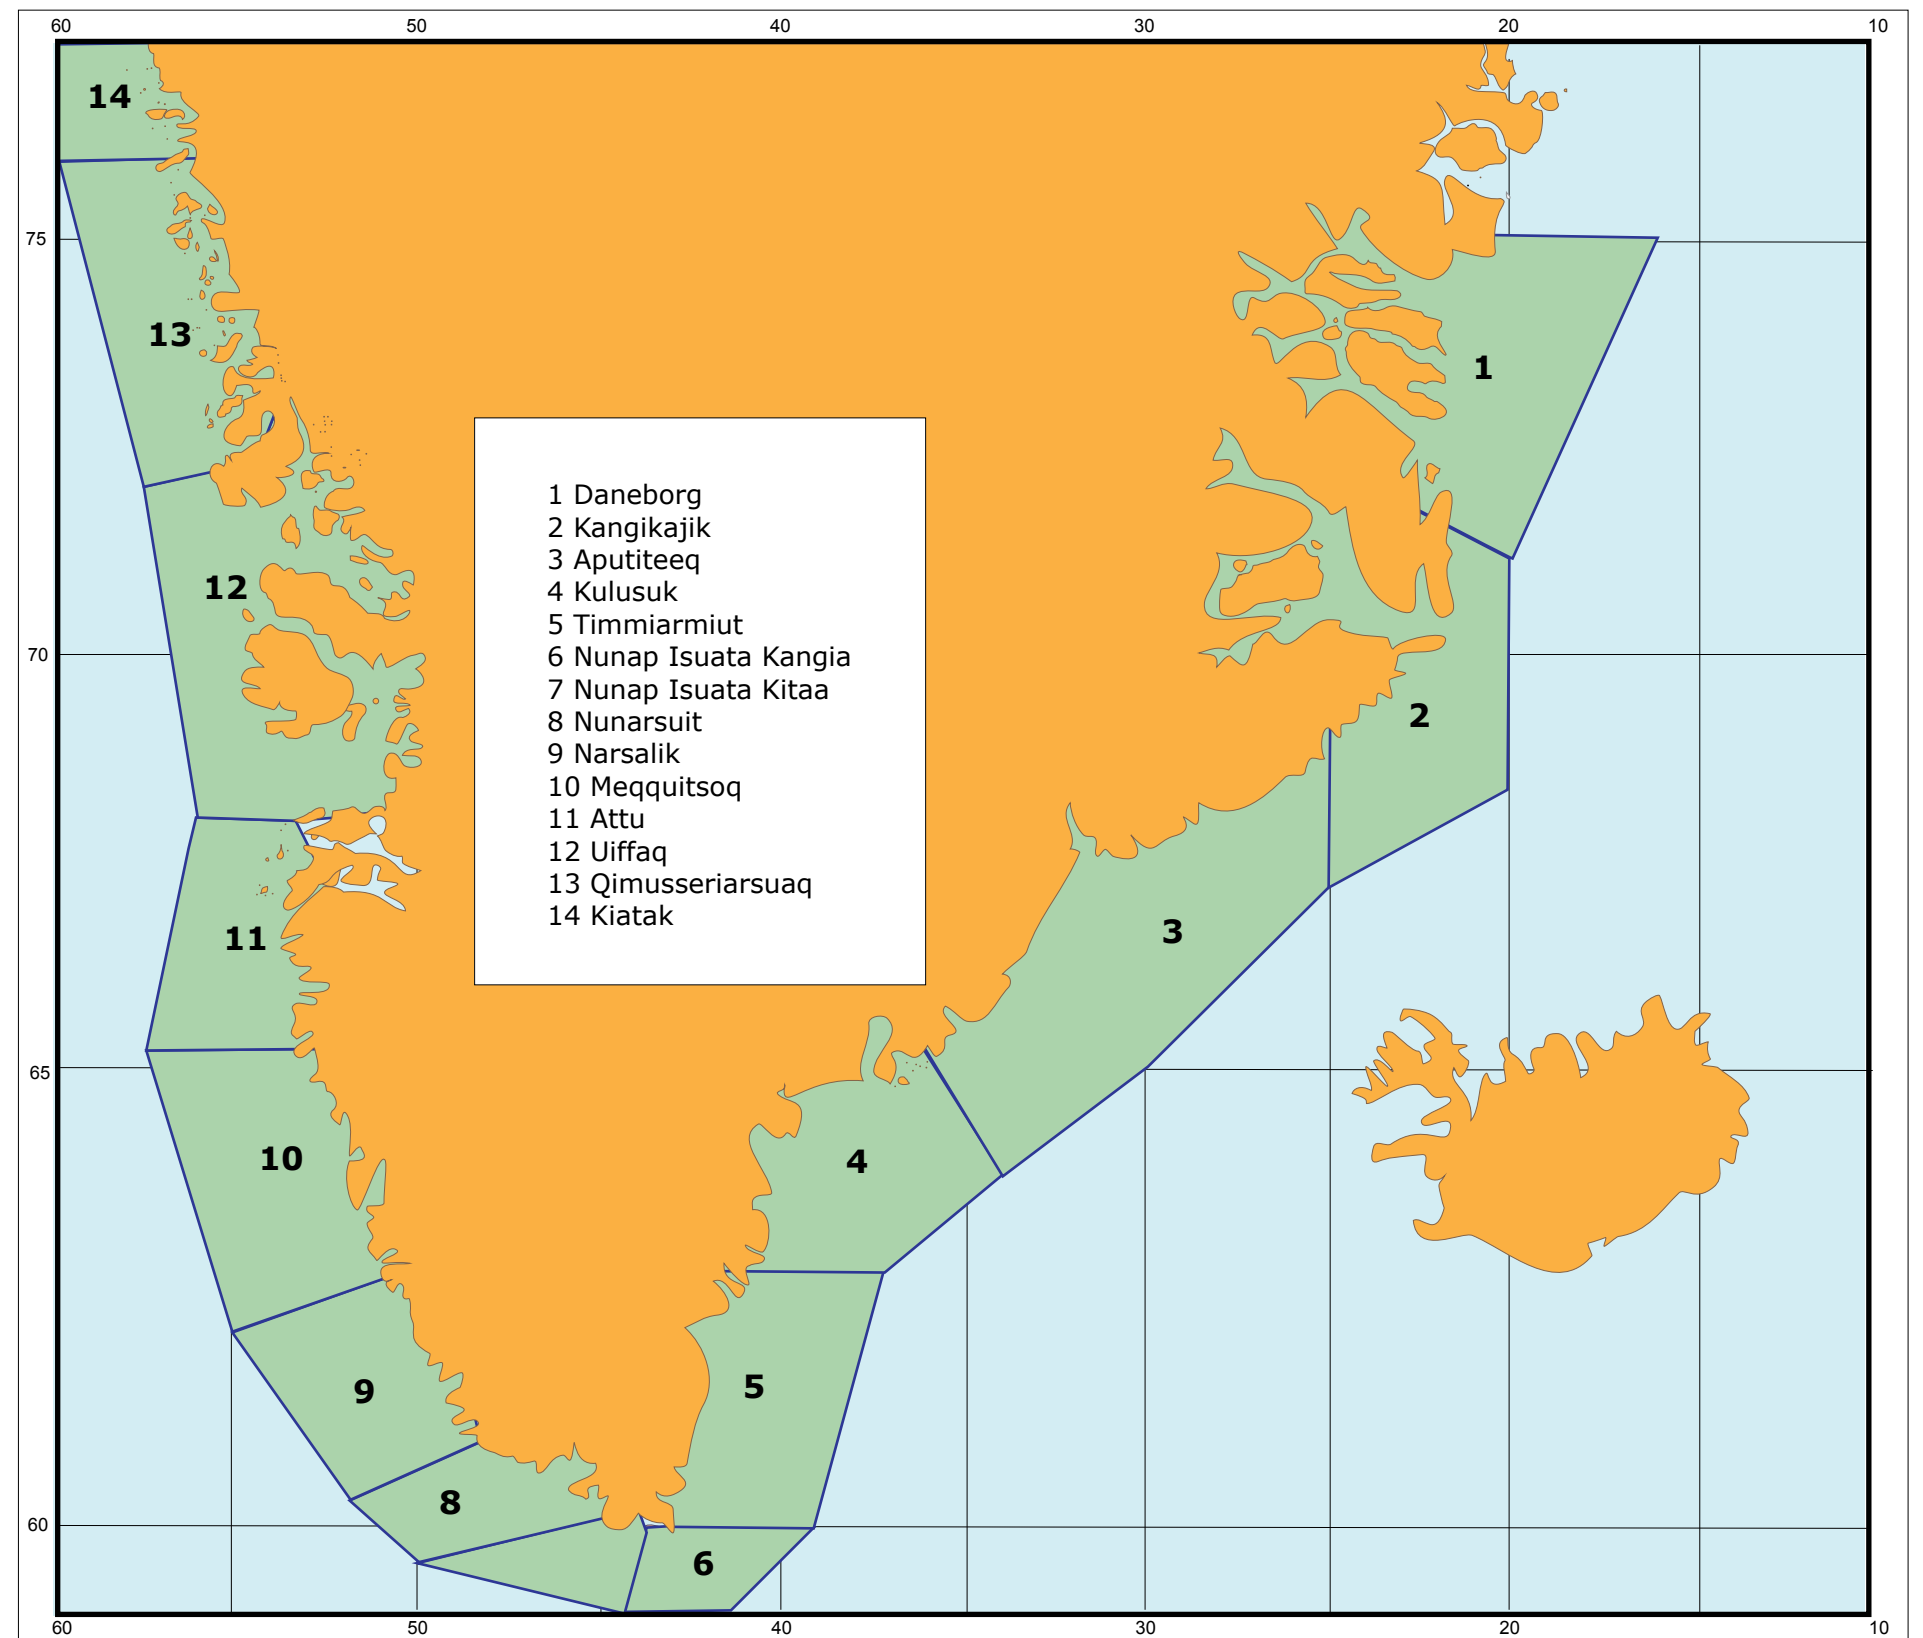 60 50 40 30 20 10
14
75
13
1
1 Daneborg
2 Kangikajik
3 Aputiteeq
4 Kulusuk
5 Timmiarmiut
6 Nunap Isuata Kangia
7 Nunap Isuata Kitaa
8 Nunarsuit
9 Narsalik
10 Meqquitsoq
11 Attu
12 Uiffaq
13 Qimusseriarsuaq
14 Kiatak
12
70
2
11
3
65
10
4
9
5
8
60
6
60 50 40 30 20 10